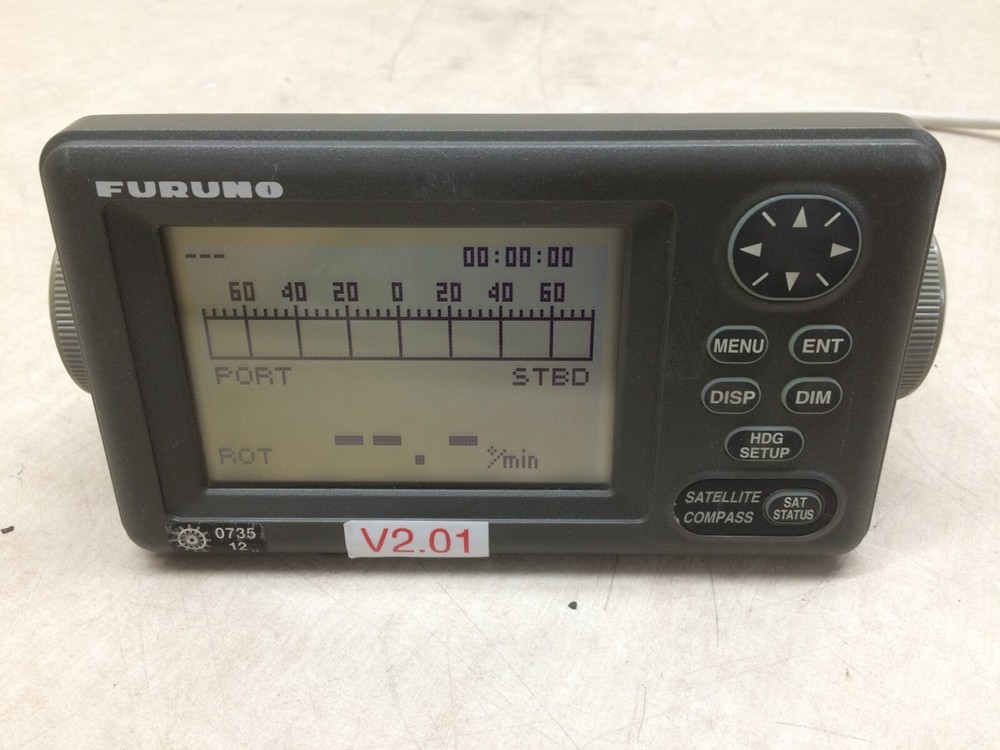 FURUNO
--- 00:00:00
60 40 20 0 20 40 60
PORT STBD
ROT -- . - °/min
MENU ENT
DISP DIM
HDG
SETUP
SATELLITE
COMPASS
SAT
STATUS
0735
12
V2.01